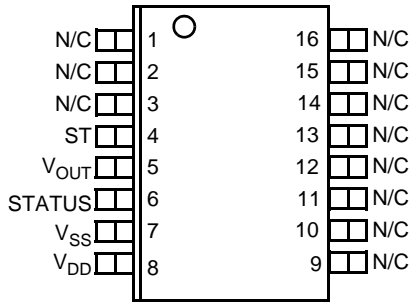 N/C 1 16 N/C
N/C 2 15 N/C
N/C 3 14 N/C
ST 4 13 N/C
VOUT 5 12 N/C
STATUS 6 11 N/C
VSS 7 10 N/C
VDD 8 9 N/C